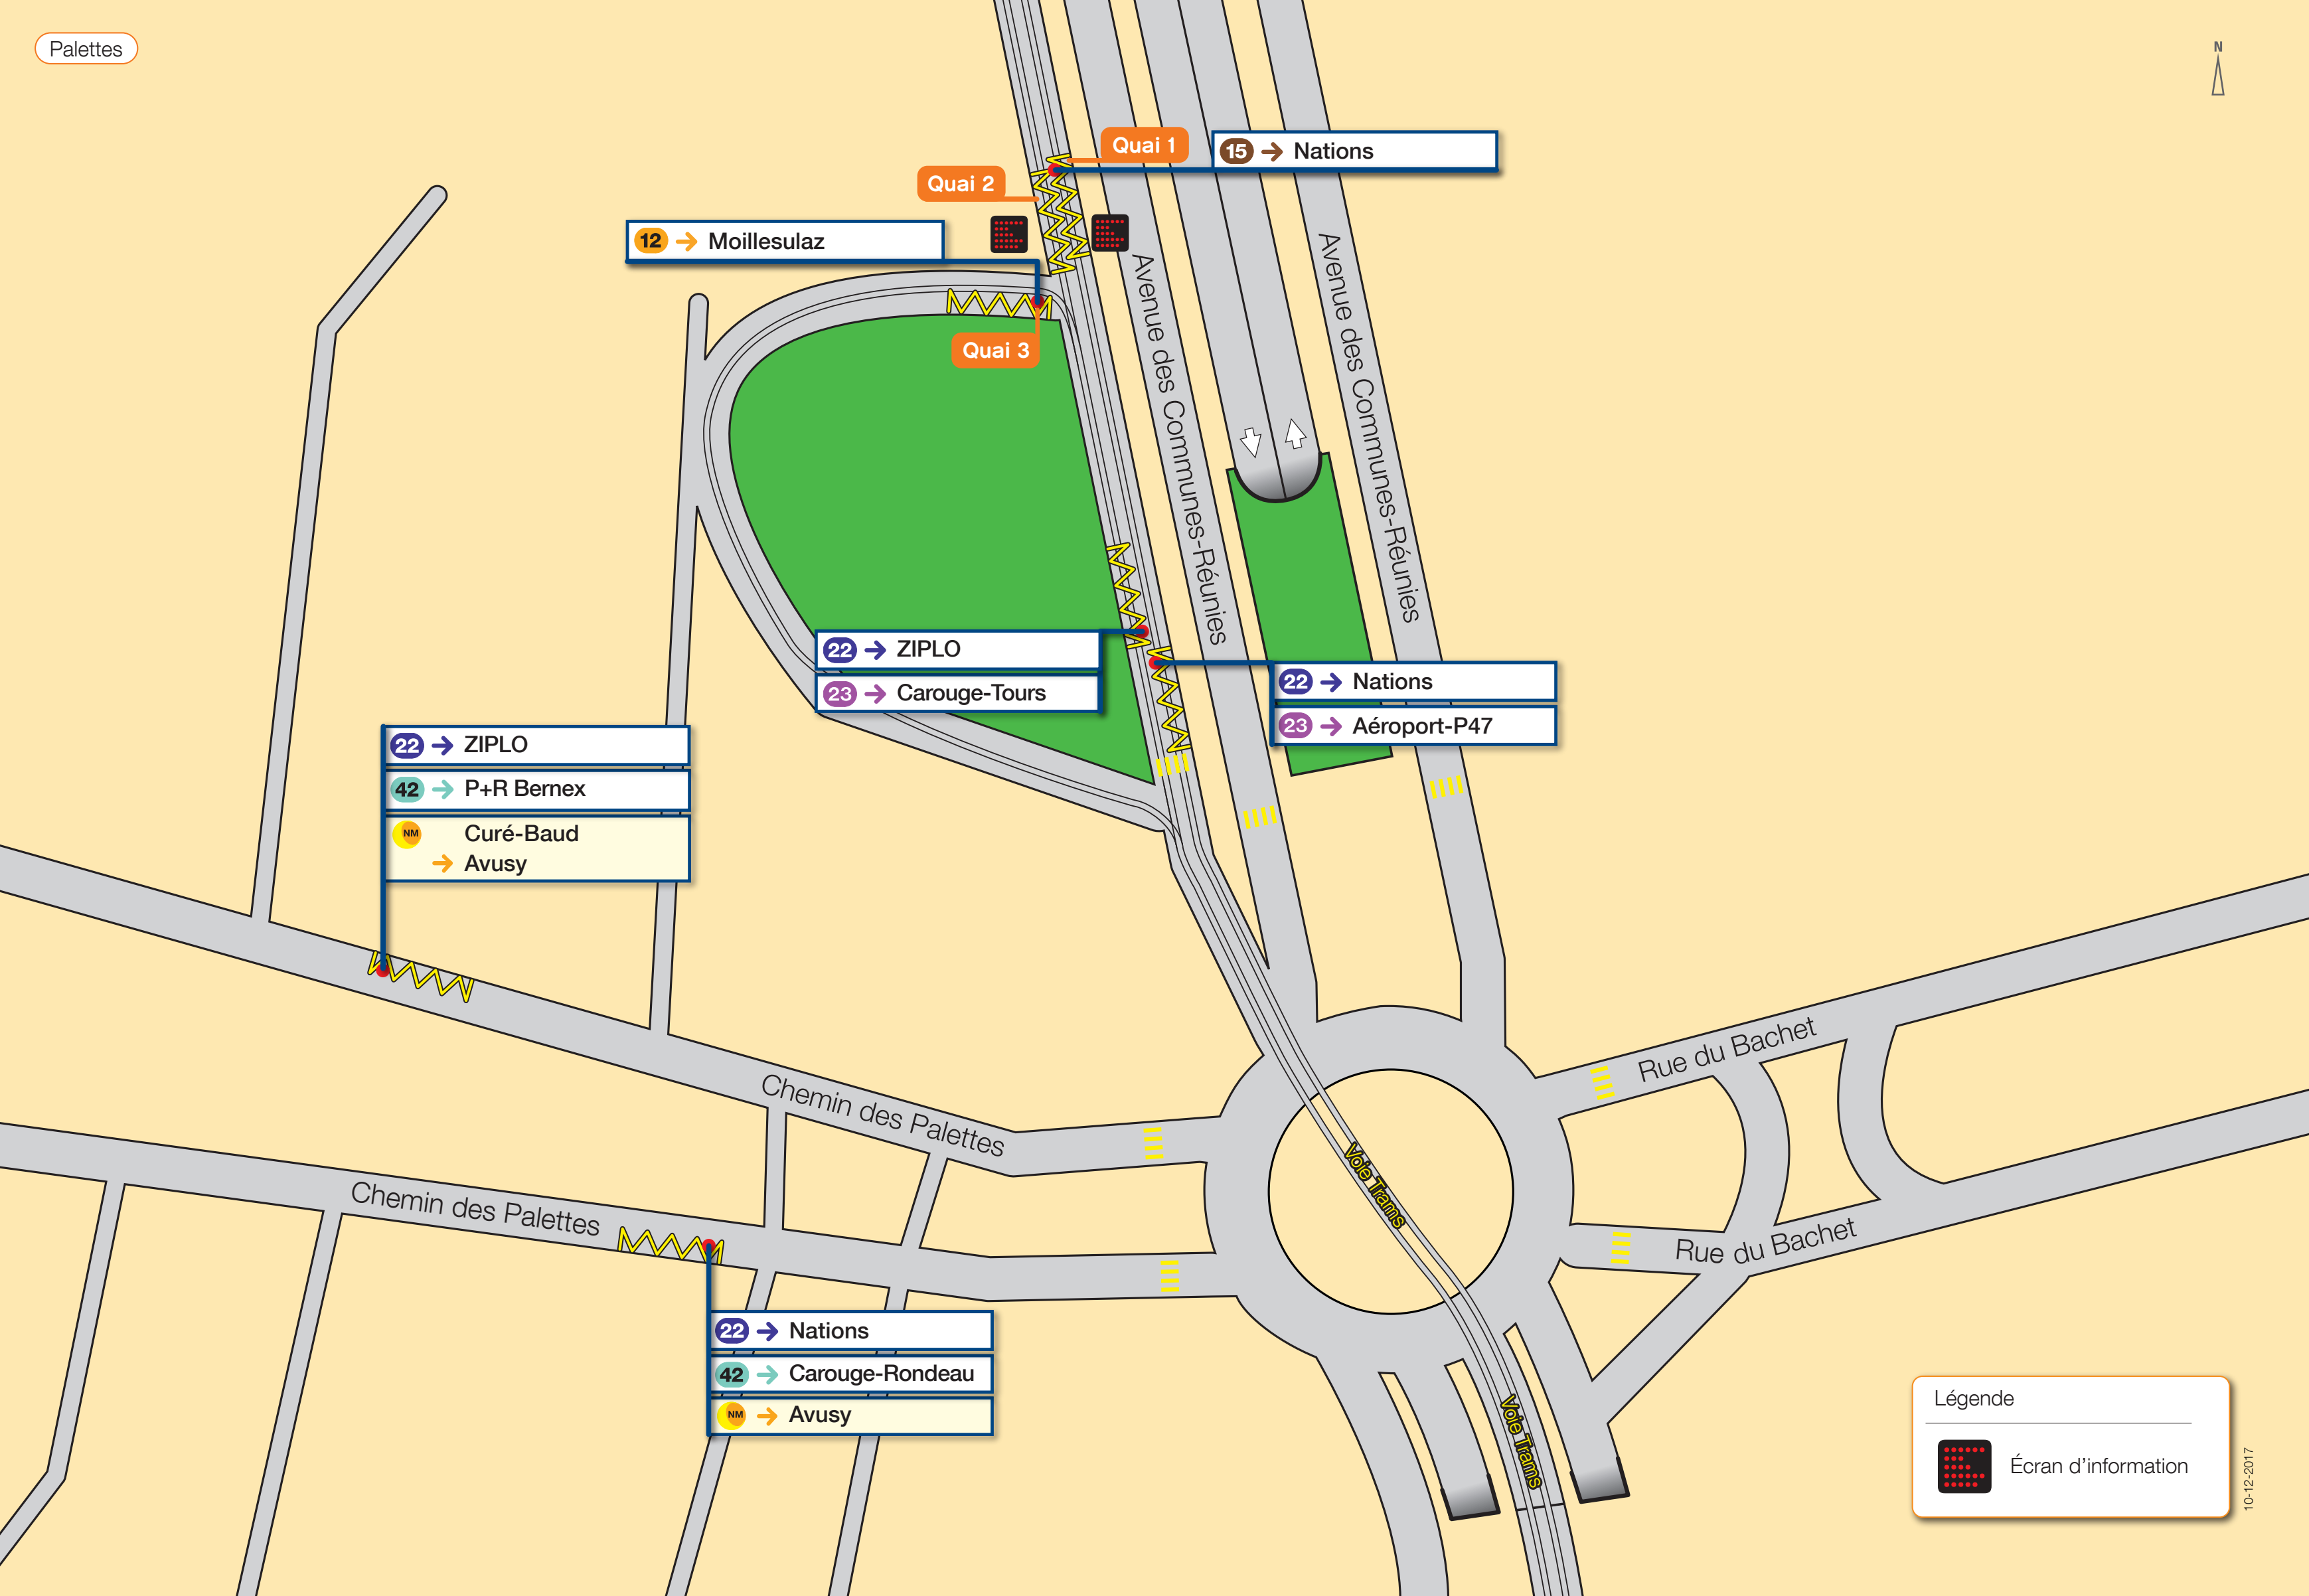 Palettes
N
Quai 1
15 → Nations
Quai 2
12 → Moillesulaz
Quai 3
Avenue des Communes-Réunies
Avenue des Communes-Réunies
22 → ZIPLO
23 → Carouge-Tours
22 → Nations
23 → Aéroport-P47
22 → ZIPLO
42 → P+R Bernex
NM Curé-Baud
→ Avusy
Chemin des Palettes
Rue du Bachet
Voie Trams
Chemin des Palettes
Rue du Bachet
22 → Nations
42 → Carouge-Rondeau
NM → Avusy
Voie Trams
Légende
Écran d’information
10-12-2017